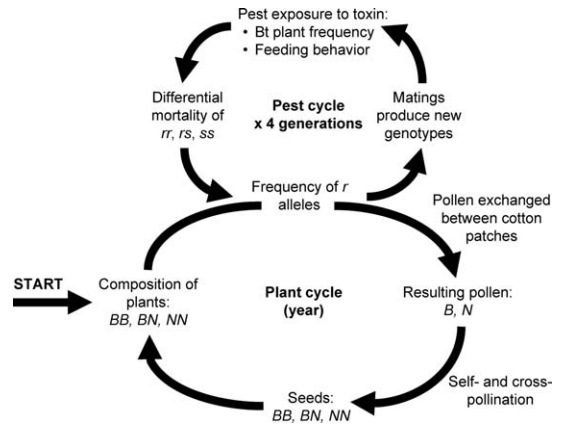 Pest exposure to toxin:
• Bt plant frequency
• Feeding behavior
Differential
mortality of
rr, rs, ss
Pest cycle
x 4 generations
Matings
produce new
genotypes
Frequency of r
alleles
Pollen exchanged
between cotton
patches
START
Composition of
plants:
BB, BN, NN
Plant cycle
(year)
Resulting pollen:
B, N
Self- and cross-
pollination
Seeds:
BB, BN, NN